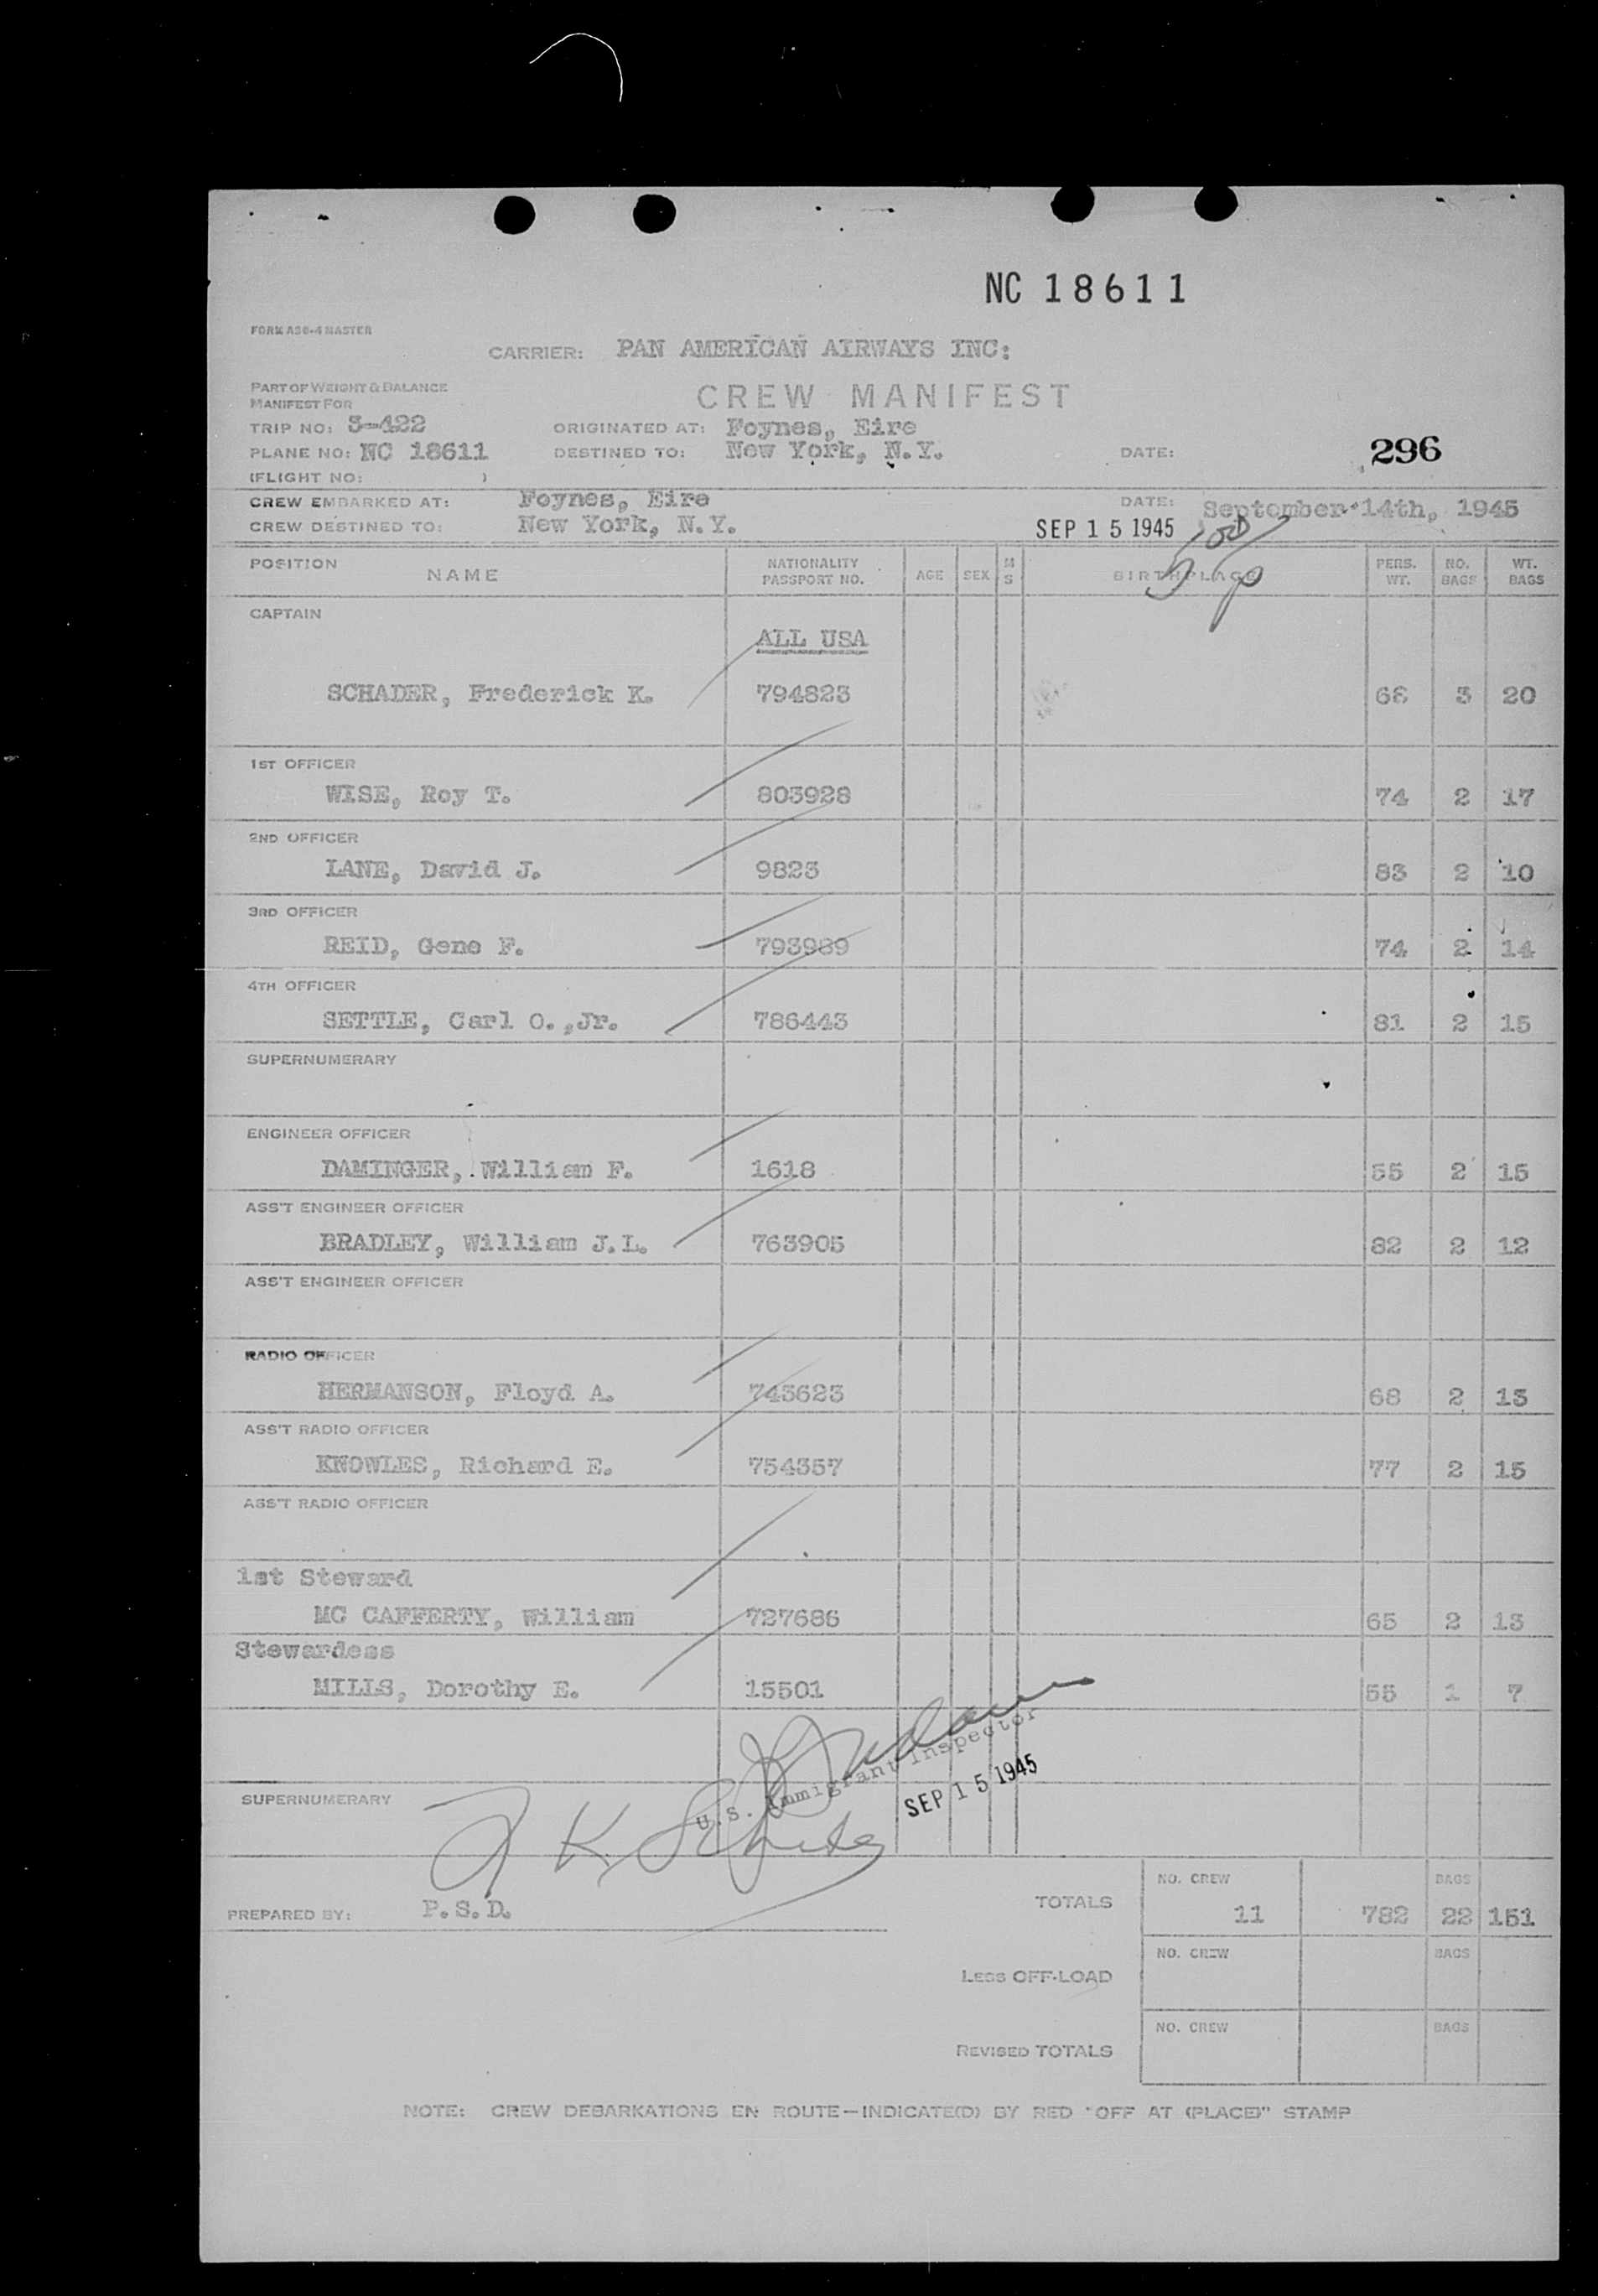 NC 18611
FORM ASB-4 MASTER
CARRIER: PAN AMERICAN AIRWAYS INC:
PART OF WEIGHT & BALANCE
MANIFEST FOR
CREW MANIFEST
TRIP NO: 3-422 ORIGINATED AT: Foynes, Eire
PLANE NO: NC 18611 DESTINED TO: New York, N.Y. DATE: 296
(FLIGHT NO: )
CREW EMBARKED AT: Foynes, Eire DATE: September 14th, 1945
CREW DESTINED TO: New York, N.Y. SEP 15 1945
POSITION NAME NATIONALITY PASSPORT NO. AGE SEX M S BIRTHPLACE PERS. WT. NO. BAGS WT. BAGS
CAPTAIN
ALL USA
SCHADER, Frederick K. 794823 68 3 20
1ST OFFICER
WISE, Roy T. 803928 74 2 17
2ND OFFICER
LANE, David J. 9823 83 2 10
3RD OFFICER
REID, Gene F. 793989 74 2 14
4TH OFFICER
SETTLE, Carl O.,Jr. 786443 81 2 15
SUPERNUMERARY
ENGINEER OFFICER
DAMINGER, William F. 1618 55 2 15
ASS'T ENGINEER OFFICER
BRADLEY, William J.L. 763905 82 2 12
ASS'T ENGINEER OFFICER
RADIO OFFICER
HERMANSON, Floyd A. 743623 68 2 13
ASS'T RADIO OFFICER
KNOWLES, Richard E. 754357 77 2 15
ASS'T RADIO OFFICER
1st Steward
MC CAFFERTY, William 727686 65 2 13
Stewardess
MILLS, Dorothy E. 15501 55 1 7
U.S. Immigrant Inspector
SEP 15 1945
SUPERNUMERARY
PREPARED BY: P.S.D.
TOTALS NO. CREW 11 782 BAGS 22 151
LESS OFF-LOAD NO. CREW BAGS
REVISED TOTALS NO. CREW BAGS
NOTE: CREW DEBARKATIONS EN ROUTE—INDICATE(D) BY RED "OFF AT (PLACE)" STAMP